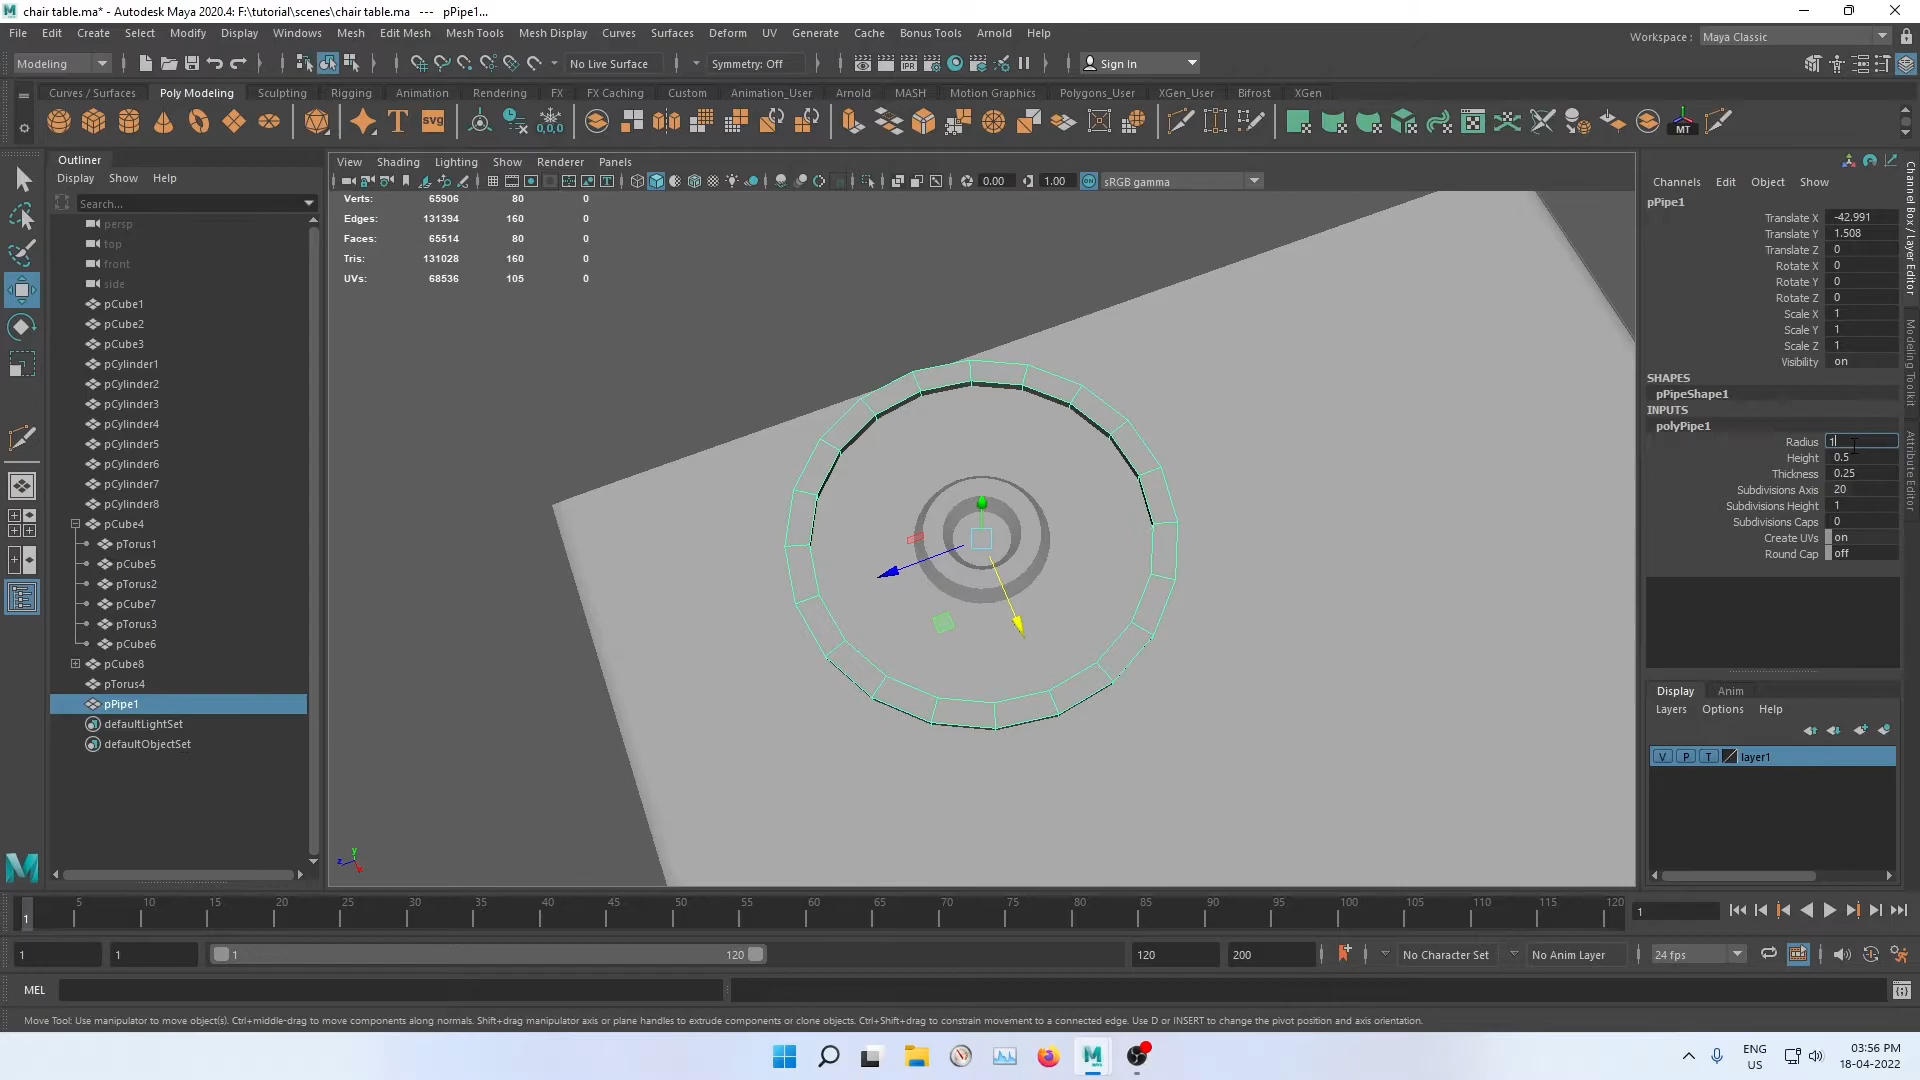 chair table.ma* - Autodesk Maya 2020.4: F:\tutorial\scenes\chair table.ma --- pPipe1...
File Edit Create Select Modify Display Windows Mesh Edit Mesh Mesh Tools Mesh Display Curves Surfaces Deform UV Generate Cache Bonus Tools Arnold Help
Workspace : Maya Classic
Modeling No Live Surface Symmetry: Off Sign In
Curves / Surfaces Poly Modeling Sculpting Rigging Animation Rendering FX FX Caching Custom Animation_User Arnold MASH Motion Graphics Polygons_User XGen_User Bifrost XGen
T SVG 0,0,0 IPR MT
Outliner
Display Show Help
Search...
persp
top
front
side
pCube1
pCube2
pCube3
pCylinder1
pCylinder2
pCylinder3
pCylinder4
pCylinder5
pCylinder6
pCylinder7
pCylinder8
pCube4
pTorus1
pCube5
pTorus2
pCube7
pTorus3
pCube6
pCube8
pTorus4
pPipe1
defaultLightSet
defaultObjectSet
View Shading Lighting Show Renderer Panels
0.00 1.00 sRGB gamma
Verts: 65906 80 0
Edges: 131394 160 0
Faces: 65514 80 0
Tris: 131028 160 0
UVs: 68536 105 0
y
z
x
Channels Edit Object Show
pPipe1
Translate X -42.991
Translate Y 1.508
Translate Z 0
Rotate X 0
Rotate Y 0
Rotate Z 0
Scale X 1
Scale Y 1
Scale Z 1
Visibility on
SHAPES
pPipeShape1
INPUTS
polyPipe1
Radius 1
Height 0.5
Thickness 0.25
Subdivisions Axis 20
Subdivisions Height 1
Subdivisions Caps 0
Create UVs on
Round Cap off
Channel Box / Layer Editor
Modeling Toolkit
Attribute Editor
Display Anim
Layers Options Help
V P T layer1
1 5 10 15 20 25 30 35 40 45 50 55 60 65 70 75 80 85 90 95 100 105 110 115 120 1
1 1 1 120 120 200 No Character Set No Anim Layer 24 fps
MEL
Move Tool: Use manipulator to move object(s). Ctrl+middle-drag to move components along normals. Shift+drag manipulator axis or plane handles to extrude components or clone objects. Ctrl+Shift+drag to constrain movement to a connected edge. Use D or INSERT to change the pivot position and axis orientation.
ENG
US
03:56 PM
18-04-2022